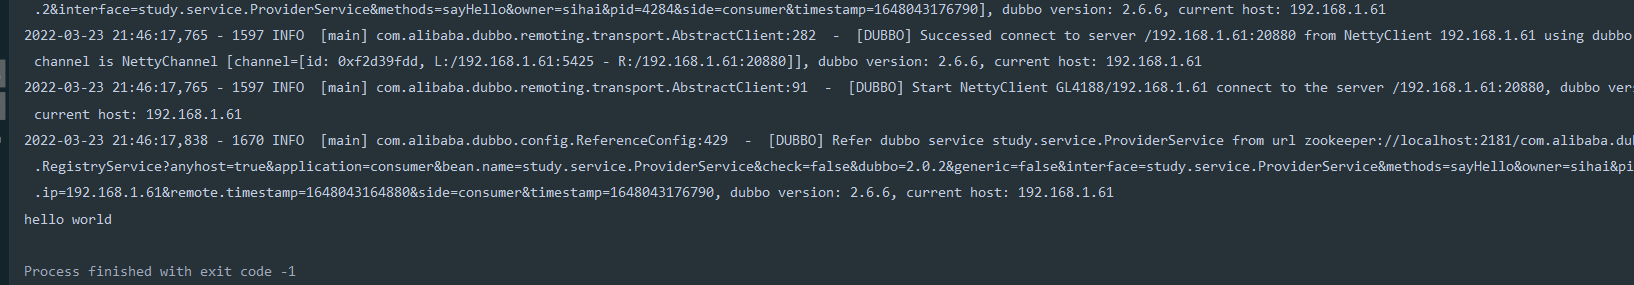 .2&interface=study.service.ProviderService&methods=sayHello&owner=sihai&pid=4284&side=consumer&timestamp=1648043176790], dubbo version: 2.6.6, current host: 192.168.1.61
2022-03-23 21:46:17,765 - 1597 INFO  [main] com.alibaba.dubbo.remoting.transport.AbstractClient:282  -  [DUBBO] Successed connect to server /192.168.1.61:20880 from NettyClient 192.168.1.61 using dubbo
channel is NettyChannel [channel=[id: 0xf2d39fdd, L:/192.168.1.61:5425 - R:/192.168.1.61:20880]], dubbo version: 2.6.6, current host: 192.168.1.61
2022-03-23 21:46:17,765 - 1597 INFO  [main] com.alibaba.dubbo.remoting.transport.AbstractClient:91  -  [DUBBO] Start NettyClient GL4188/192.168.1.61 connect to the server /192.168.1.61:20880, dubbo ver
current host: 192.168.1.61
2022-03-23 21:46:17,838 - 1670 INFO  [main] com.alibaba.dubbo.config.ReferenceConfig:429  -  [DUBBO] Refer dubbo service study.service.ProviderService from url zookeeper://localhost:2181/com.alibaba.du
.RegistryService?anyhost=true&application=consumer&bean.name=study.service.ProviderService&check=false&dubbo=2.0.2&generic=false&interface=study.service.ProviderService&methods=sayHello&owner=sihai&pi
.ip=192.168.1.61&remote.timestamp=1648043164880&side=consumer&timestamp=1648043176790, dubbo version: 2.6.6, current host: 192.168.1.61
hello world
Process finished with exit code -1